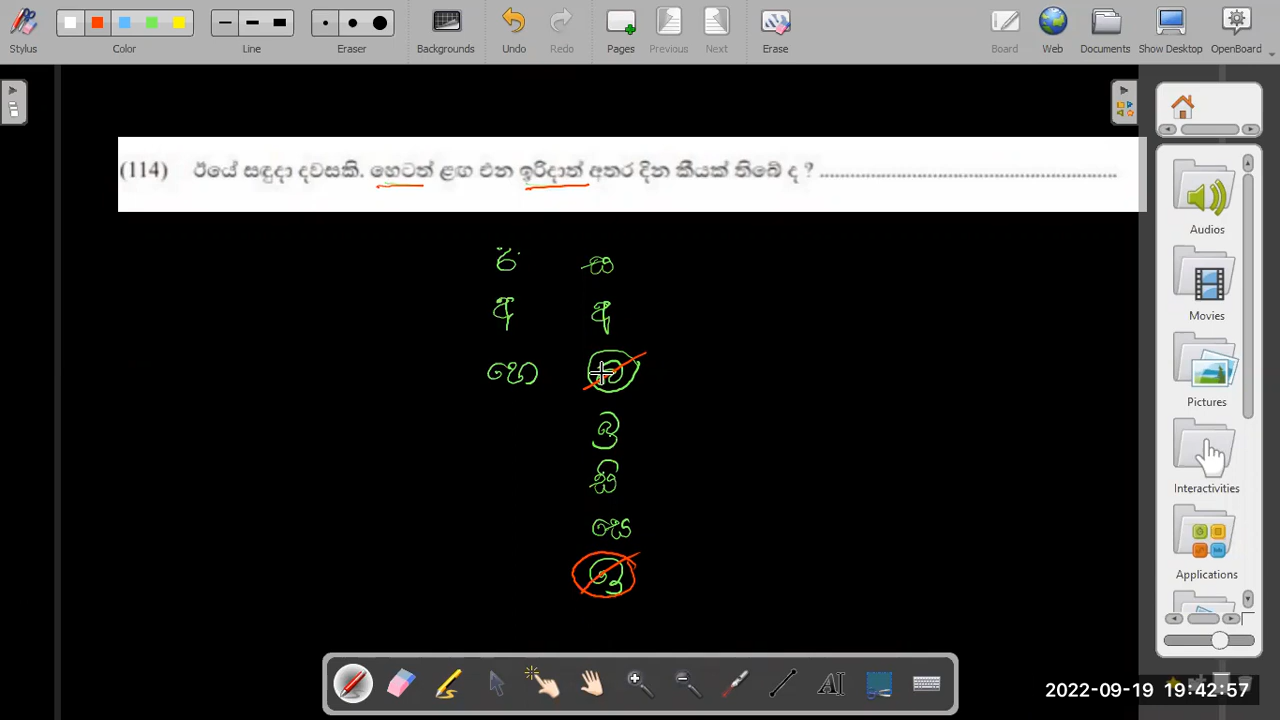 Stylus Color Line Eraser Backgrounds Undo Redo Pages Previous Next Erase Board Web Documents Show Desktop OpenBoard
(114) ඊයේ සඳුදා දවසකි. හෙටත් ළඟ එන ඉරිදාත් අතර දින කීයක් තිබේ ද ? ....................................................
Audios
ඊ ස
අ අ
Movies
හෙ බ
Pictures
බ්‍ර
සි
Interactivities
සෙ
ඉ
Applications
2022-09-19 19:42:57